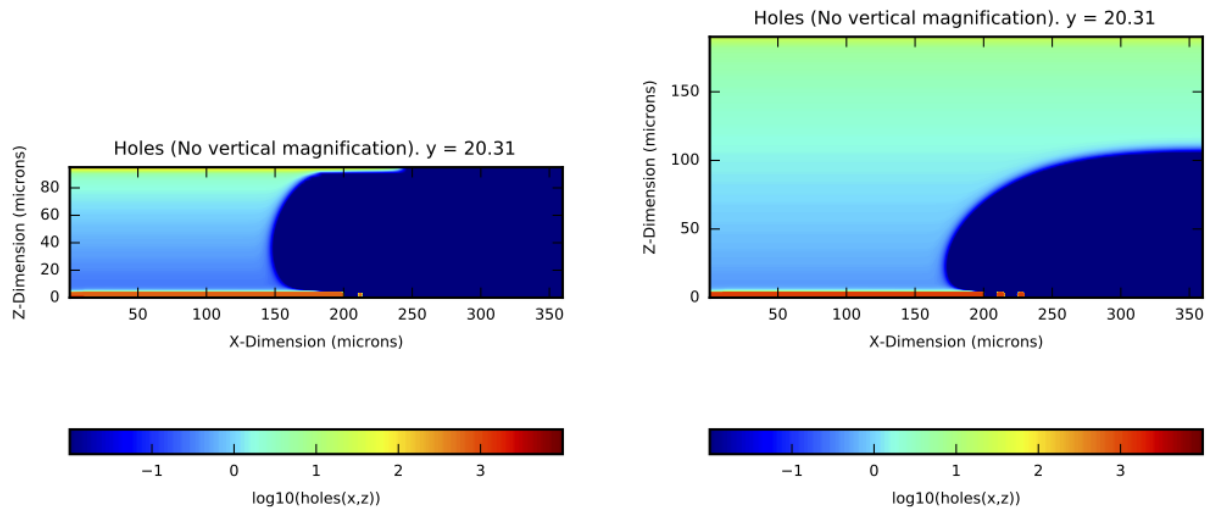 Holes (No vertical magnification). y = 20.31
Z-Dimension (microns)
80
60
40
20
0
50 100 150 200 250 300 350
X-Dimension (microns)
−1 0 1 2 3
log10(holes(x,z))
Holes (No vertical magnification). y = 20.31
Z-Dimension (microns)
150
100
50
0
50 100 150 200 250 300 350
X-Dimension (microns)
−1 0 1 2 3
log10(holes(x,z))